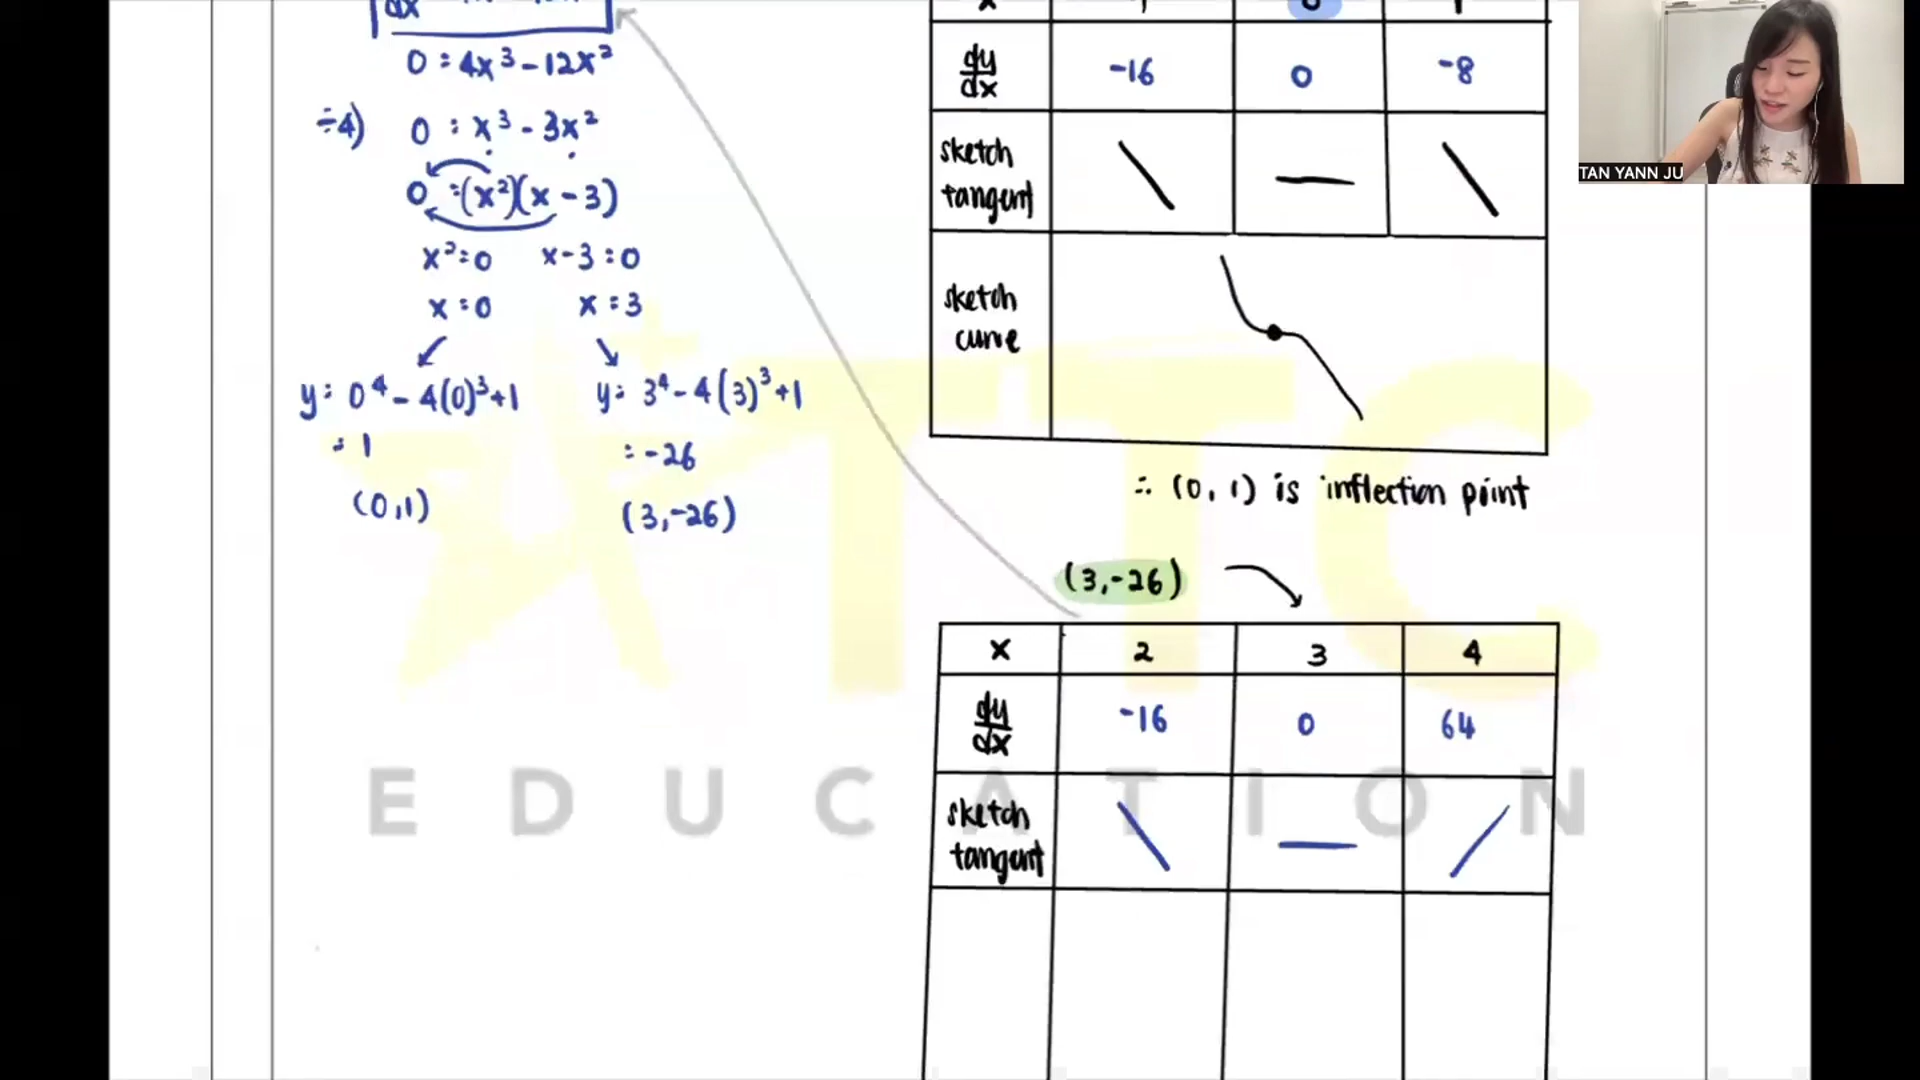 0 = 4x³ - 12x²
÷4) 0 = x³ - 3x²
0 = (x²)(x - 3)
x² = 0 x - 3 = 0
x = 0 x = 3
y = 0⁴ - 4(0)³ + 1 y = 3⁴ - 4(3)³ + 1
= 1 = -26
(0,1) (3,-26)
dy/dx -16 0 -8
sketch tangent
sketch curve
∴ (0, 1) is inflection point
(3,-26)
x 2 3 4
dy/dx -16 0 64
sketch tangent
TTC
EDUCATION
TAN YANN JU